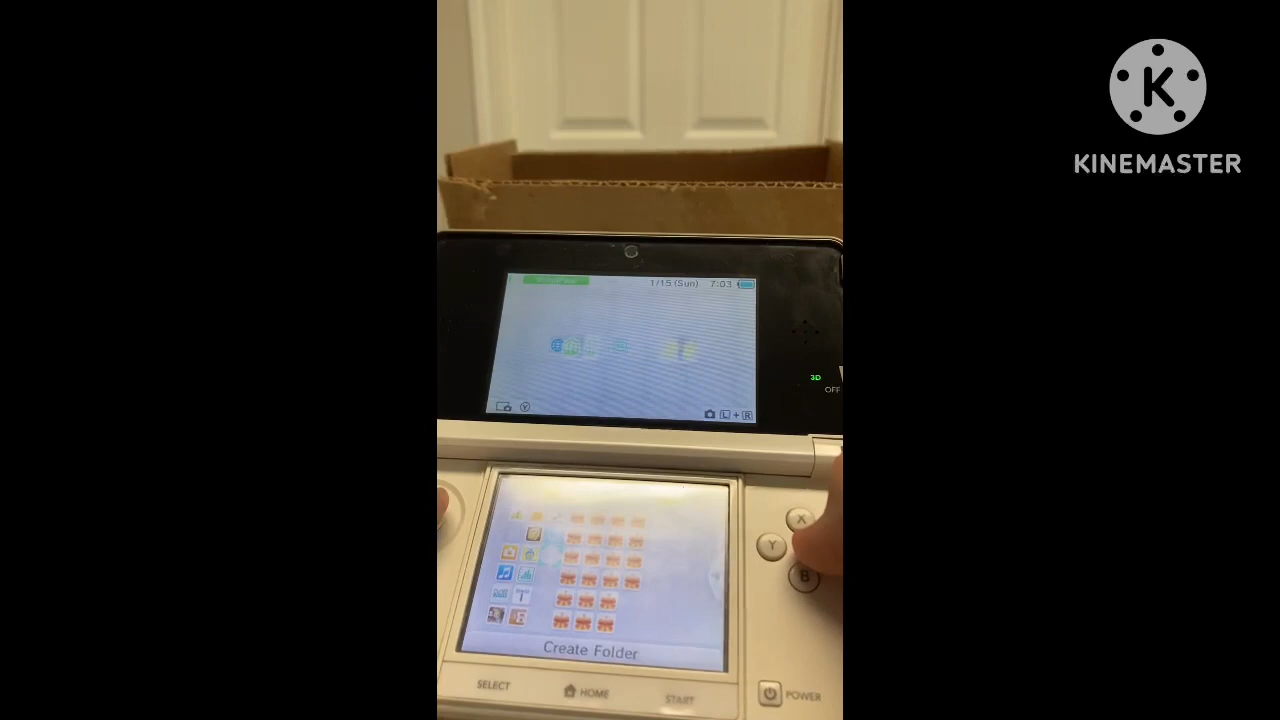 K
KINEMASTER
1/15 (Sun) 7:03
Y
L + R
3D
OFF
X
Y
B
Create Folder
SELECT
HOME
START
POWER